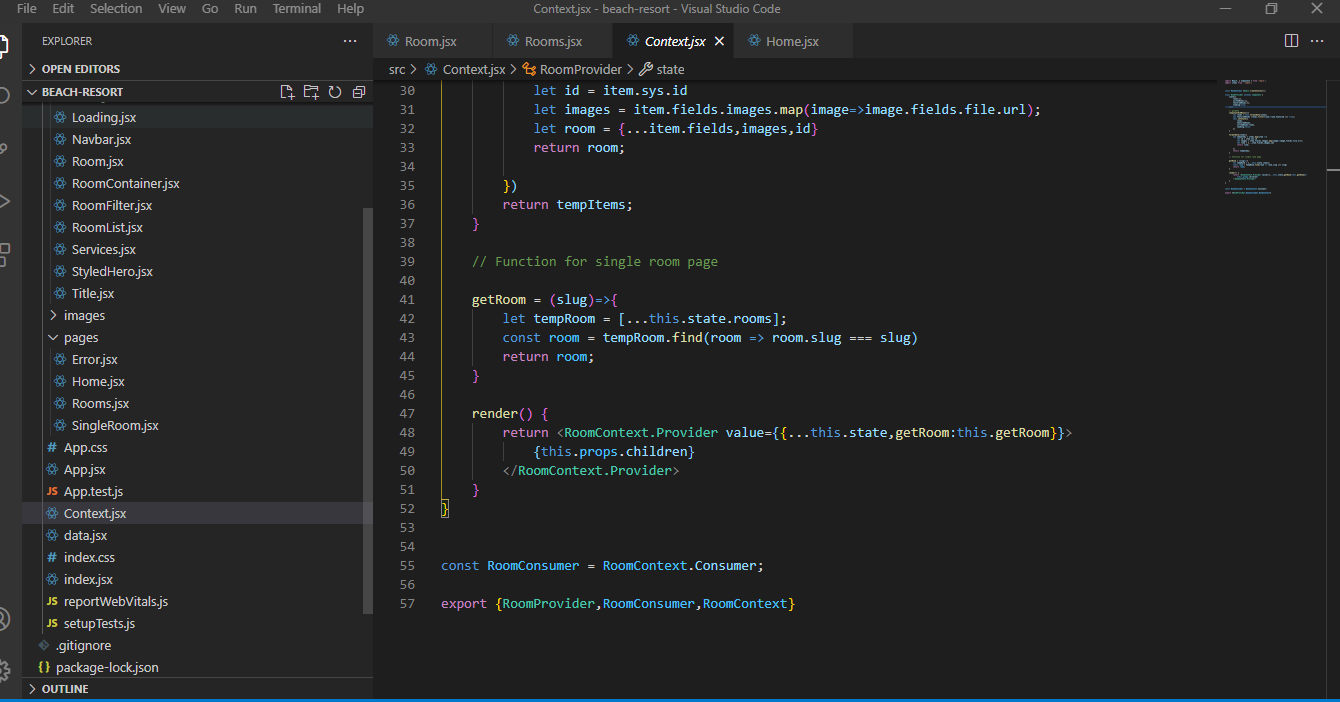 File Edit Selection View Go Run Terminal Help
Context.jsx - beach-resort - Visual Studio Code
EXPLORER
OPEN EDITORS
BEACH-RESORT
Loading.jsx
Navbar.jsx
Room.jsx
RoomContainer.jsx
RoomFilter.jsx
RoomList.jsx
Services.jsx
StyledHero.jsx
Title.jsx
images
pages
Error.jsx
Home.jsx
Rooms.jsx
SingleRoom.jsx
# App.css
App.jsx
JS App.test.js
Context.jsx
data.jsx
# index.css
index.jsx
JS reportWebVitals.js
JS setupTests.js
.gitignore
{} package-lock.json
OUTLINE
Room.jsx Rooms.jsx Context.jsx Home.jsx
src > Context.jsx > RoomProvider > state
30 let id = item.sys.id
31 let images = item.fields.images.map(image=>image.fields.file.url);
32 let room = {...item.fields,images,id}
33 return room;
34
35 })
36 return tempItems;
37 }
38
39 // Function for single room page
40
41 getRoom = (slug)=>{
42 let tempRoom = [...this.state.rooms];
43 const room = tempRoom.find(room => room.slug === slug)
44 return room;
45 }
46
47 render() {
48 return <RoomContext.Provider value={{...this.state,getRoom:this.getRoom}}>
49 {this.props.children}
50 </RoomContext.Provider>
51 }
52 }
53
54
55 const RoomConsumer = RoomContext.Consumer;
56
57 export {RoomProvider,RoomConsumer,RoomContext}